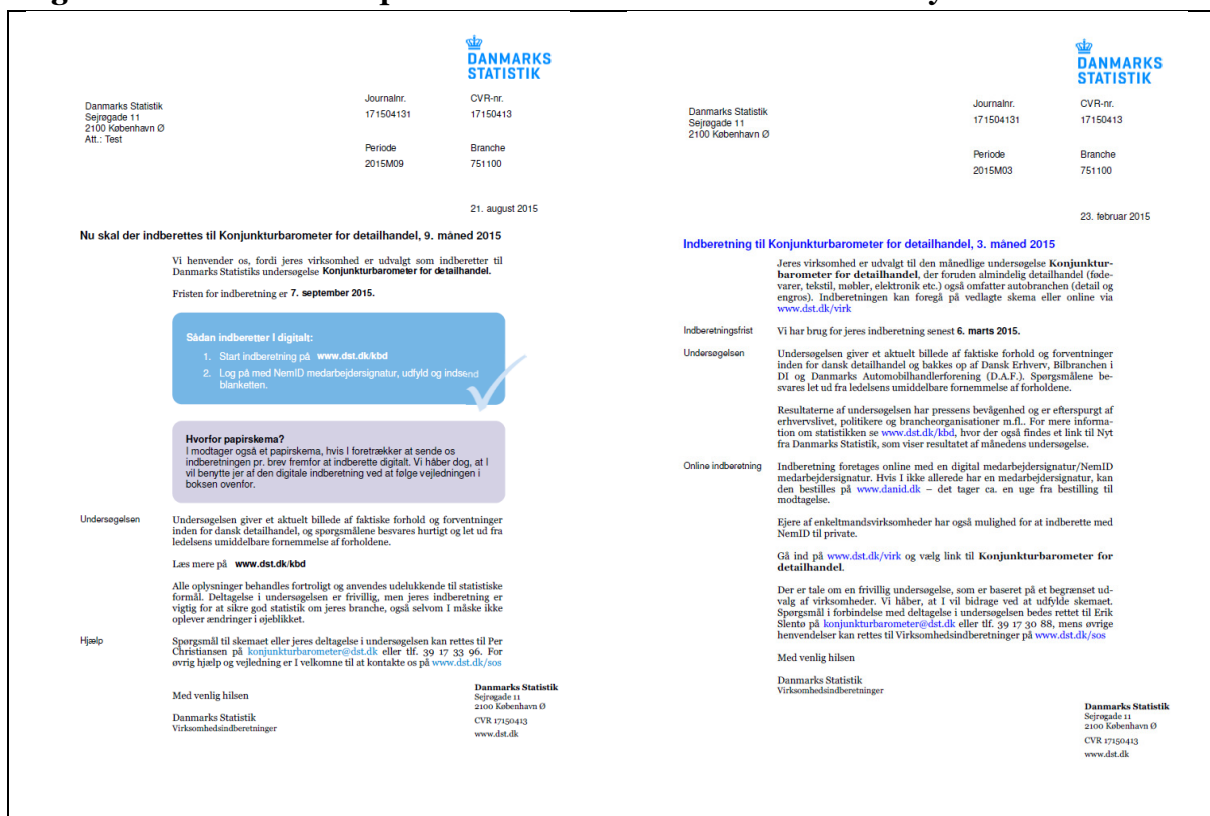 DANMARKS
STATISTIK
Danmarks Statistik
Sejrøgade 11
2100 København Ø
Att.: Test
Journalnr.
171504131
CVR-nr.
17150413
Periode
2015M09
Branche
751100
21. august 2015
Nu skal der indberettes til Konjunkturbarometer for detailhandel, 9. måned 2015
Vi henvender os, fordi jeres virksomhed er udvalgt som indberetter til
Danmarks Statistiks undersøgelse Konjunkturbarometer for detailhandel.
Fristen for indberetning er 7. september 2015.
Sådan indberetter I digitalt:
1. Start indberetning på www.dst.dk/kbd
2. Log på med NemID medarbejdersignatur, udfyld og indsend
blanketten.
Hvorfor papirskema?
I modtager også et papirskema, hvis I foretrækker at sende os
indberetningen pr. brev fremfor at indberette digitalt. Vi håber dog, at I
vil benytte jer af den digitale indberetning ved at følge vejledningen i
boksen ovenfor.
Undersøgelsen
Undersøgelsen giver et aktuelt billede af faktiske forhold og forventninger
inden for dansk detailhandel, og spørgsmålene besvares hurtigt og let ud fra
ledelsens umiddelbare fornemmelse af forholdene.
Læs mere på www.dst.dk/kbd
Alle oplysninger behandles fortroligt og anvendes udelukkende til statistiske
formål. Deltagelse i undersøgelsen er frivillig, men jeres indberetning er
vigtig for at sikre god statistik om jeres branche, også selvom I måske ikke
oplever ændringer i øjeblikket.
Hjælp
Spørgsmål til skemaet eller jeres deltagelse i undersøgelsen kan rettes til Per
Christiansen på konjunkturbarometer@dst.dk eller tlf. 39 17 33 96. For
øvrig hjælp og vejledning er I velkomne til at kontakte os på www.dst.dk/sos
Med venlig hilsen
Danmarks Statistik
Virksomhedsindberetninger
Danmarks Statistik
Sejrøgade 11
2100 København Ø
CVR 17150413
www.dst.dk
DANMARKS
STATISTIK
Danmarks Statistik
Sejrøgade 11
2100 København Ø
Journalnr.
171504131
CVR-nr.
17150413
Periode
2015M03
Branche
751100
23. februar 2015
Indberetning til Konjunkturbarometer for detailhandel, 3. måned 2015
Jeres virksomhed er udvalgt til den månedlige undersøgelse Konjunktur-
barometer for detailhandel, der foruden almindelig detailhandel (føde-
varer, tekstil, møbler, elektronik etc.) også omfatter autobranchen (detail og
engros). Indberetningen kan foregå på vedlagte skema eller online via
www.dst.dk/virk
Indberetningsfrist
Vi har brug for jeres indberetning senest 6. marts 2015.
Undersøgelsen
Undersøgelsen giver et aktuelt billede af faktiske forhold og forventninger
inden for dansk detailhandel og bakkes op af Dansk Erhverv, Bilbranchen i
DI og Danmarks Automobilhandlerforening (D.A.F.). Spørgsmålene be-
svares let ud fra ledelsens umiddelbare fornemmelse af forholdene.
Resultaterne af undersøgelsen har pressens bevågenhed og er efterspurgt af
erhvervslivet, politikere og brancheorganisationer m.fl.. For mere informa-
tion om statistikken se www.dst.dk/kbd, hvor der også findes et link til Nyt
fra Danmarks Statistik, som viser resultatet af månedens undersøgelse.
Online indberetning
Indberetning foretages online med en digital medarbejdersignatur/NemID
medarbejdersignatur. Hvis I ikke allerede har en medarbejdersignatur, kan
den bestilles på www.danid.dk – det tager ca. en uge fra bestilling til
modtagelse.
Ejere af enkeltmandsvirksomheder har også mulighed for at indberette med
NemID til private.
Gå ind på www.dst.dk/virk og vælg link til Konjunkturbarometer for
detailhandel.
Der er tale om en frivillig undersøgelse, som er baseret på et begrænset ud-
valg af virksomheder. Vi håber, at I vil bidrage ved at udfylde skemaet.
Spørgsmål i forbindelse med deltagelse i undersøgelsen bedes rettet til Erik
Slentø på konjunkturbarometer@dst.dk eller tlf. 39 17 30 88, mens øvrige
henvendelser kan rettes til Virksomhedsindberetninger på www.dst.dk/sos
Med venlig hilsen
Danmarks Statistik
Virksomhedsindberetninger
Danmarks Statistik
Sejrøgade 11
2100 København Ø
CVR 17150413
www.dst.dk